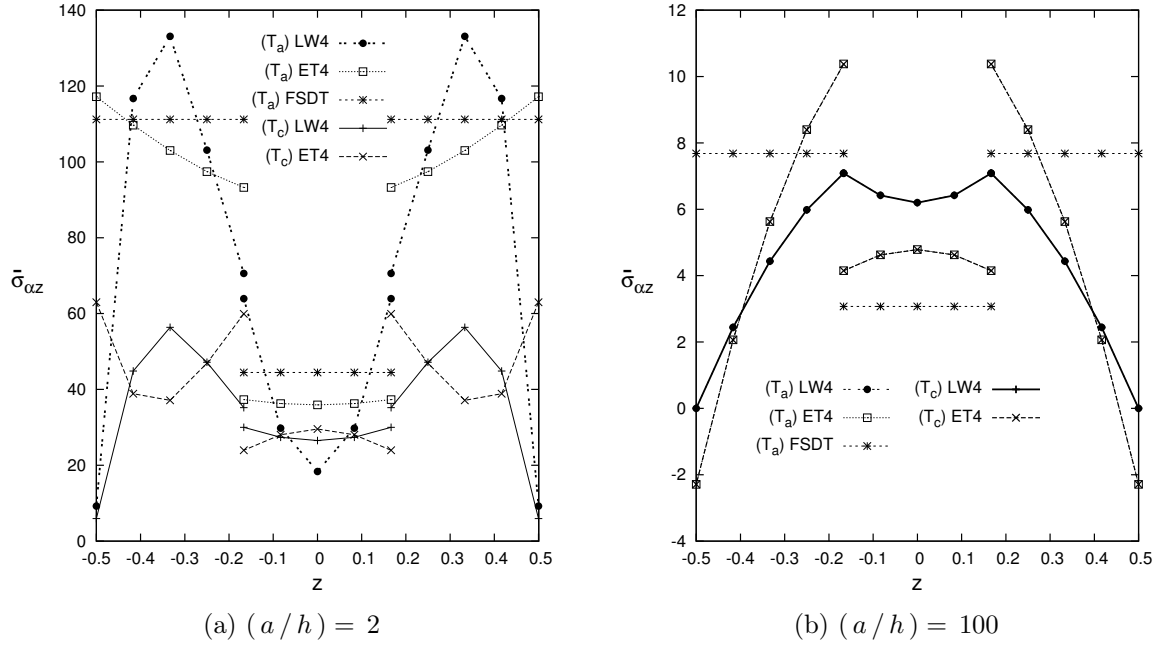 140
120
100
80
60
40
20
0
σ̄αz
(Ta) LW4
(Ta) ET4
(Ta) FSDT
(Tc) LW4
(Tc) ET4
-0.5 -0.4 -0.3 -0.2 -0.1 0 0.1 0.2 0.3 0.4 0.5
z
(a) (a/h) = 2
12
10
8
6
4
2
0
-2
-4
σ̄αz
(Ta) LW4 (Tc) LW4
(Ta) ET4 (Tc) ET4
(Ta) FSDT
-0.5 -0.4 -0.3 -0.2 -0.1 0 0.1 0.2 0.3 0.4 0.5
z
(b) (a/h) = 100